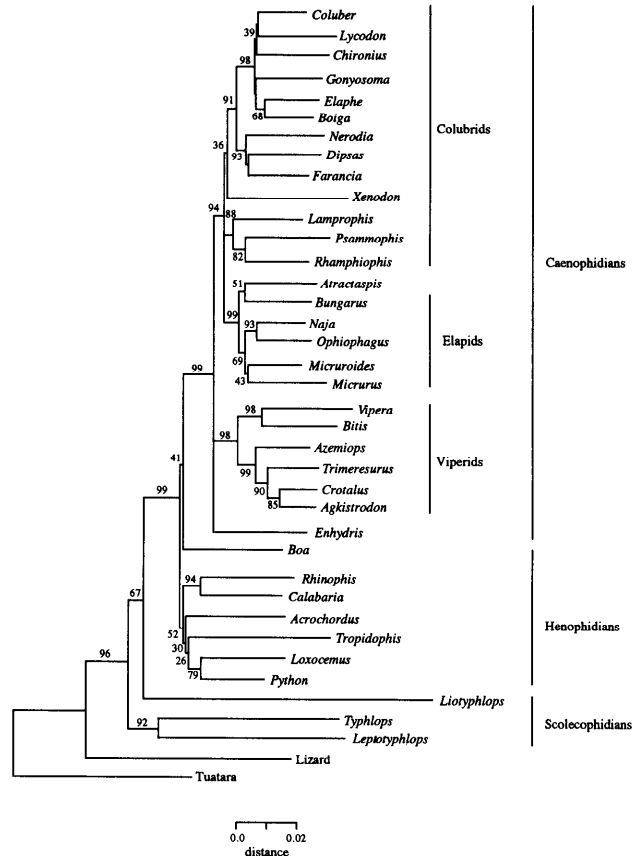 Coluber
39
Lycodon
Chironius
98
Gonyosoma
91
Elaphe
68
Boiga
Colubrids
Nerodia
36
93
Dipsas
Farancia
Xenodon
94
88
Lamprophis
Psammophis
82
Rhamphiophis
Caenophidians
51
Atractaspis
Bungarus
99
93
Naja
Ophiophagus
Elapids
69
Micruroides
43
Micrurus
99
98
Vipera
Bitis
98
Azemiops
41
99
Trimeresurus
Viperids
90
Crotalus
85
Agkistrodon
99
Enhydris
Boa
94
Rhinophis
Calabaria
67
Acrochordus
Henophidians
52
Tropidophis
30
26
Loxocemus
79
Python
96
Liotyphlops
92
Typhlops
Scolecophidians
Leptotyphlops
Lizard
Tuatara
0.0 0.02
distance